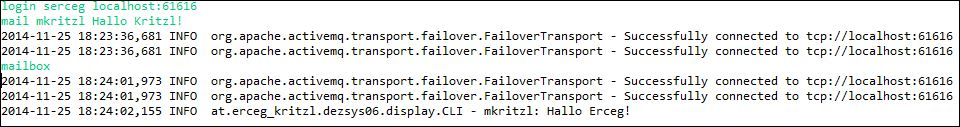 login serceg localhost:61616
mail mkritzl Hallo Kritzl!
2014-11-25 18:23:36,681 INFO  org.apache.activemq.transport.failover.FailoverTransport - Successfully connected to tcp://localhost:61616
2014-11-25 18:23:36,681 INFO  org.apache.activemq.transport.failover.FailoverTransport - Successfully connected to tcp://localhost:61616
mailbox
2014-11-25 18:24:01,973 INFO  org.apache.activemq.transport.failover.FailoverTransport - Successfully connected to tcp://localhost:61616
2014-11-25 18:24:01,973 INFO  org.apache.activemq.transport.failover.FailoverTransport - Successfully connected to tcp://localhost:61616
2014-11-25 18:24:02,155 INFO  at.erceg_kritzl.dezsys06.display.CLI - mkritzl: Hallo Erceg!